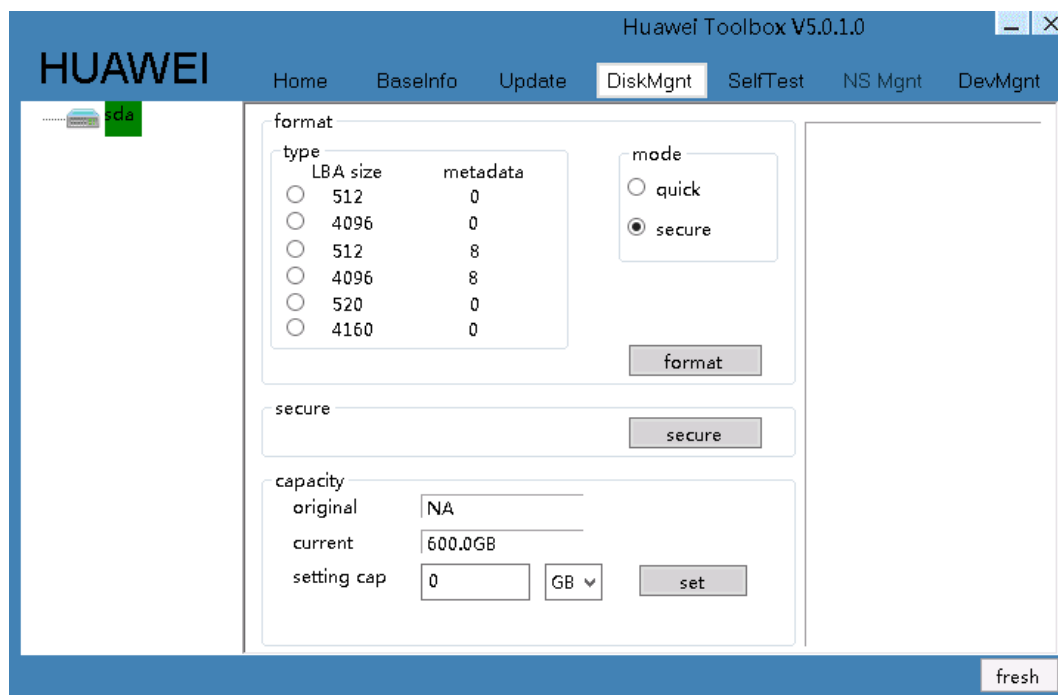 Huawei Toolbox V5.0.1.0
HUAWEI
Home BaseInfo Update DiskMgnt SelfTest NS Mgnt DevMgnt
sda
format
type
LBA size metadata
512 0
4096 0
512 8
4096 8
520 0
4160 0
mode
quick
secure
format
secure
secure
capacity
original NA
current 600.0GB
setting cap 0 GB set
fresh